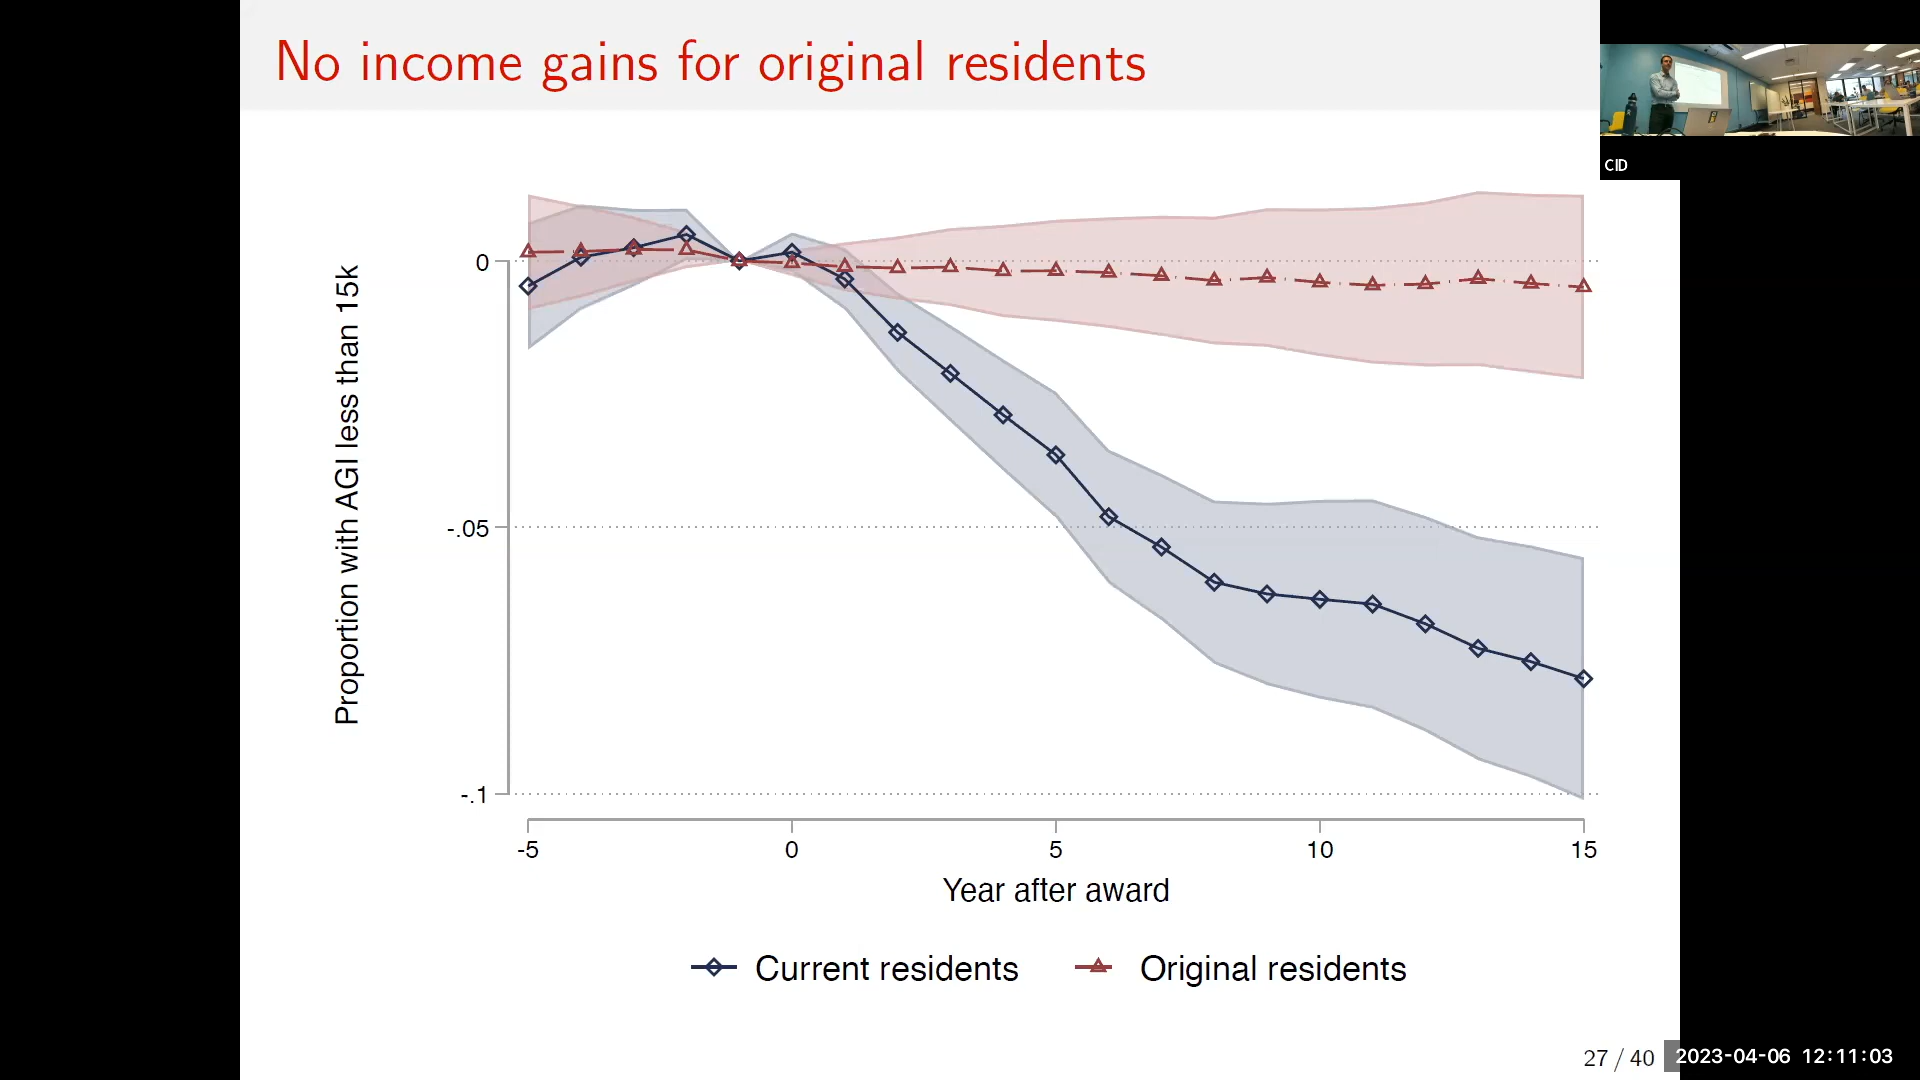 No income gains for original residents
CID
Proportion with AGI less than 15k
0
-.05
-.1
-5 0 5 10 15
Year after award
Current residents Original residents
27 / 40
2023-04-06 12:11:03